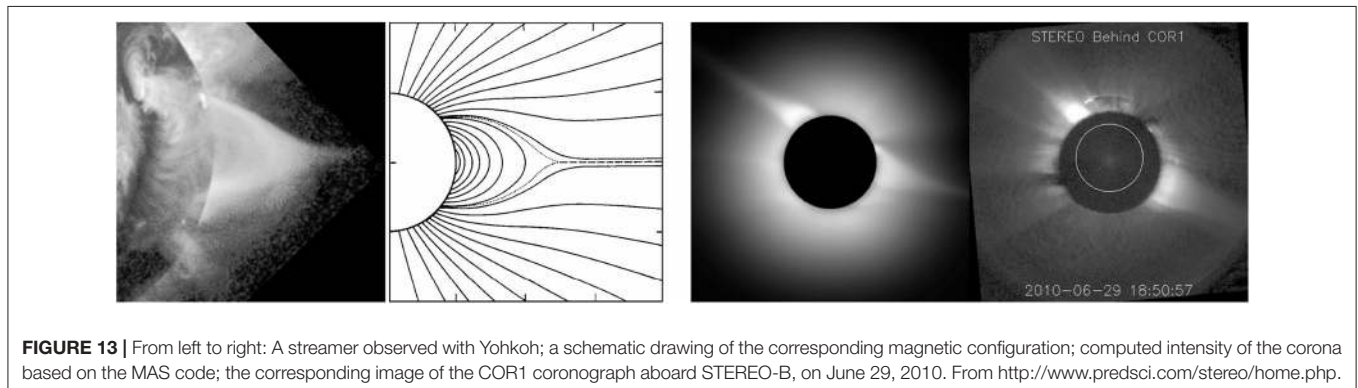 STEREO Behind COR1
2010-06-29 18:50:57
FIGURE 13 | From left to right: A streamer observed with Yohkoh; a schematic drawing of the corresponding magnetic configuration; computed intensity of the corona
based on the MAS code; the corresponding image of the COR1 coronograph aboard STEREO-B, on June 29, 2010. From http://www.predsci.com/stereo/home.php.